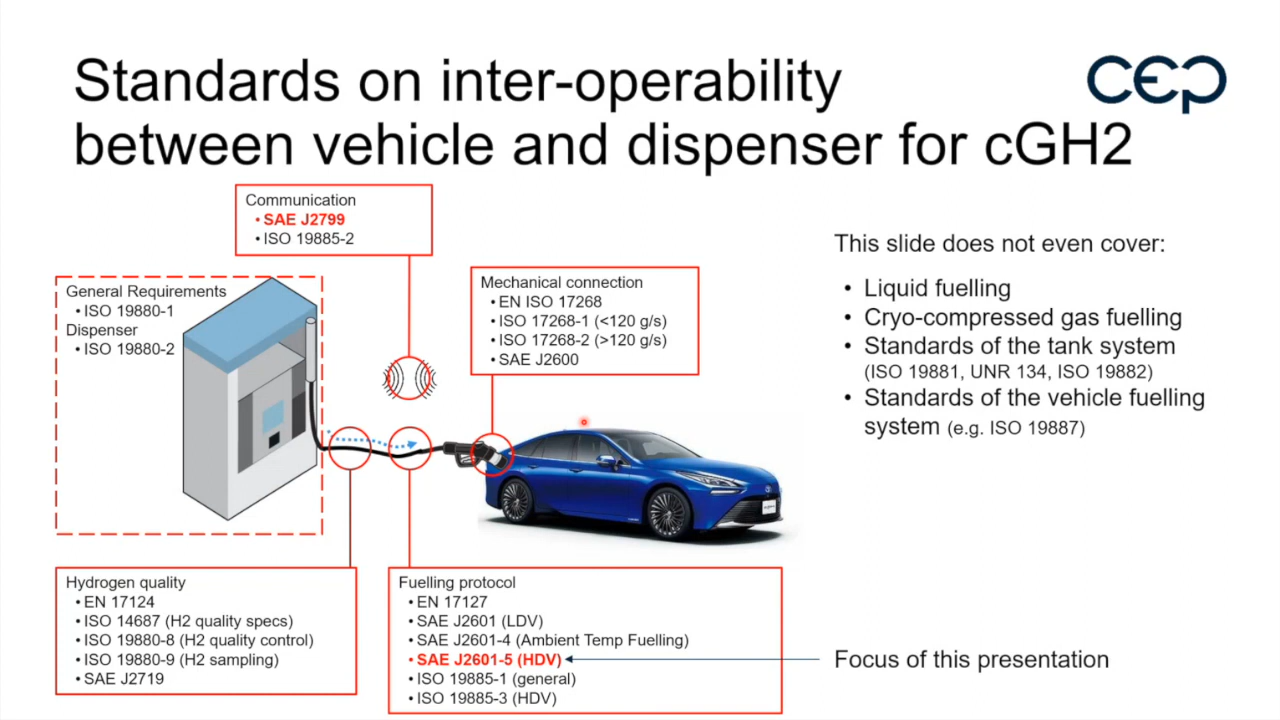 Standards on inter-operability
between vehicle and dispenser for cGH2
cep
Communication
• SAE J2799
• ISO 19885-2
General Requirements
• ISO 19880-1
Dispenser
• ISO 19880-2
Mechanical connection
• EN ISO 17268
• ISO 17268-1 (<120 g/s)
• ISO 17268-2 (>120 g/s)
• SAE J2600
This slide does not even cover:
• Liquid fuelling
• Cryo-compressed gas fuelling
• Standards of the tank system
(ISO 19881, UNR 134, ISO 19882)
• Standards of the vehicle fuelling
system (e.g. ISO 19887)
Hydrogen quality
• EN 17124
• ISO 14687 (H2 quality specs)
• ISO 19880-8 (H2 quality control)
• ISO 19880-9 (H2 sampling)
• SAE J2719
Fuelling protocol
• EN 17127
• SAE J2601 (LDV)
• SAE J2601-4 (Ambient Temp Fuelling)
• SAE J2601-5 (HDV)
• ISO 19885-1 (general)
• ISO 19885-3 (HDV)
Focus of this presentation